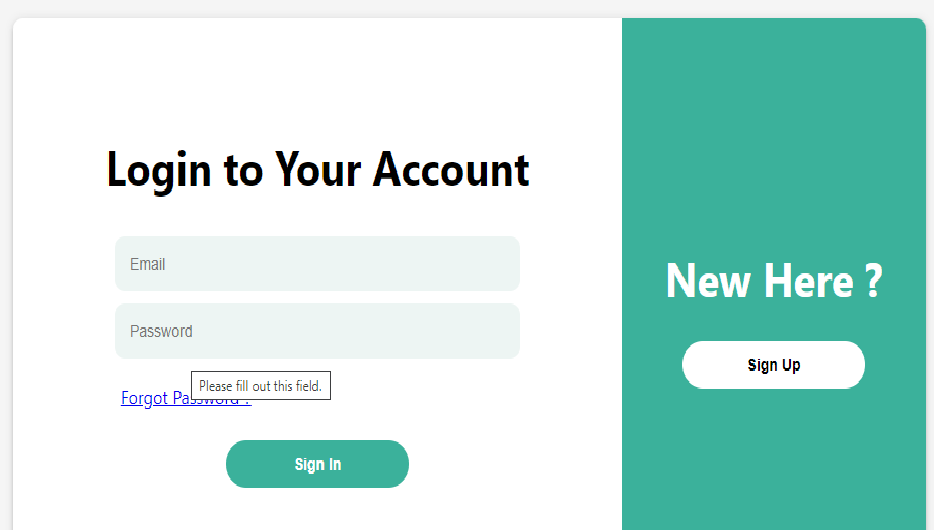 Login to Your Account
Email
Password
Please fill out this field.
Forgot Password ?
Sign In
New Here ?
Sign Up